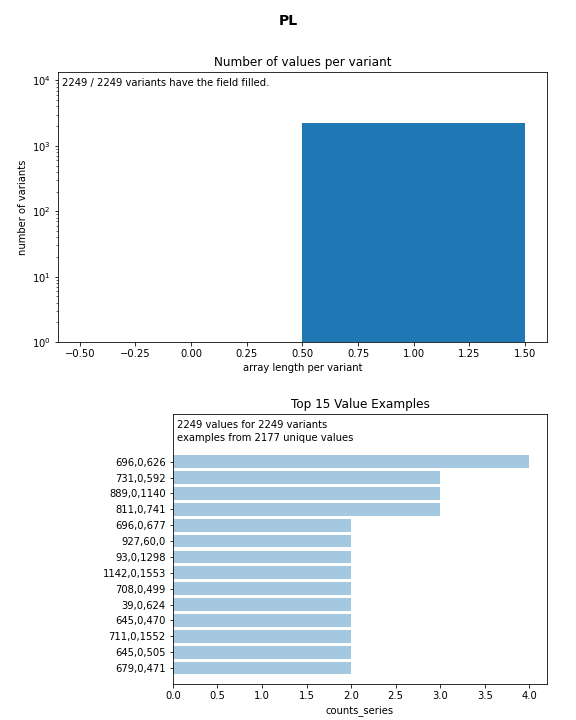 PL
Number of values per variant
2249 / 2249 variants have the field filled.
number of variants
10⁴
10³
10²
10¹
10⁰
−0.50 −0.25 0.00 0.25 0.50 0.75 1.00 1.25 1.50
array length per variant
Top 15 Value Examples
2249 values for 2249 variants
examples from 2177 unique values
696,0,626
731,0,592
889,0,1140
811,0,741
696,0,677
927,60,0
93,0,1298
1142,0,1553
708,0,499
39,0,624
645,0,470
711,0,1552
645,0,505
679,0,471
0.0 0.5 1.0 1.5 2.0 2.5 3.0 3.5 4.0
counts_series